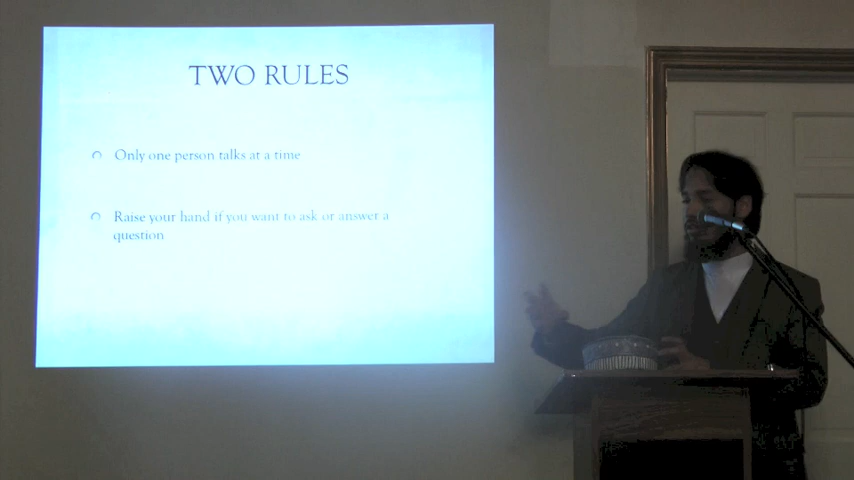 TWO RULES
Only one person talks at a time
Raise your hand if you want to ask or answer a
question